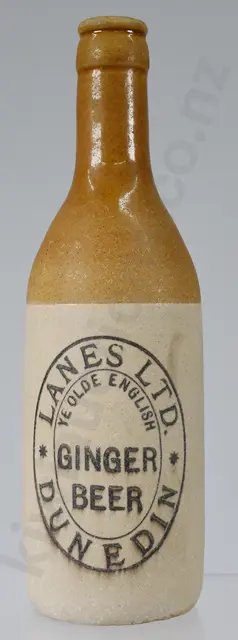 LANES LTD.
YE OLDE ENGLISH
GINGER
BEER
* DUNEDIN *